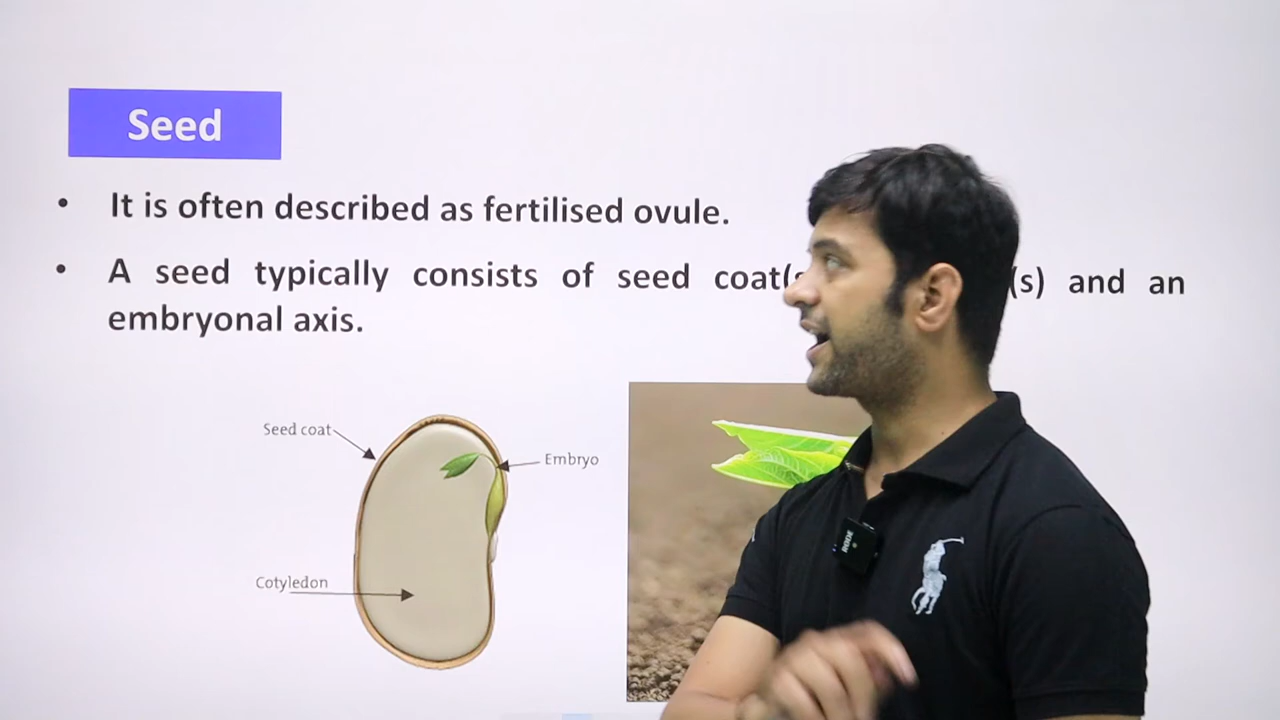 Seed
• It is often described as fertilised ovule.
• A seed typically consists of seed coat( (s) and an
embryonal axis.
Seed coat
Embryo
Cotyledon
RODE